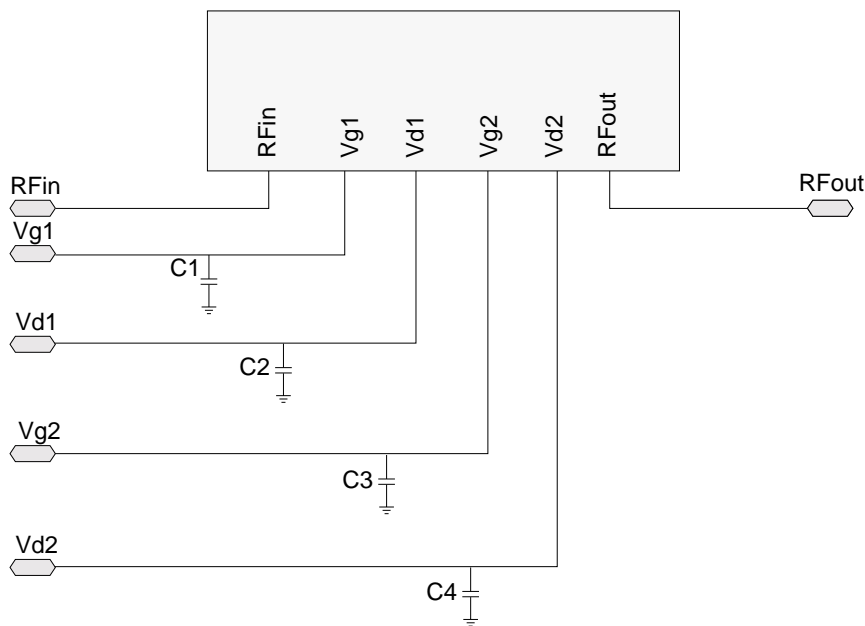 RFin
Vg1
Vd1
Vg2
Vd2
RFout
RFin
RFout
Vg1
C1
Vd1
C2
Vg2
C3
Vd2
C4